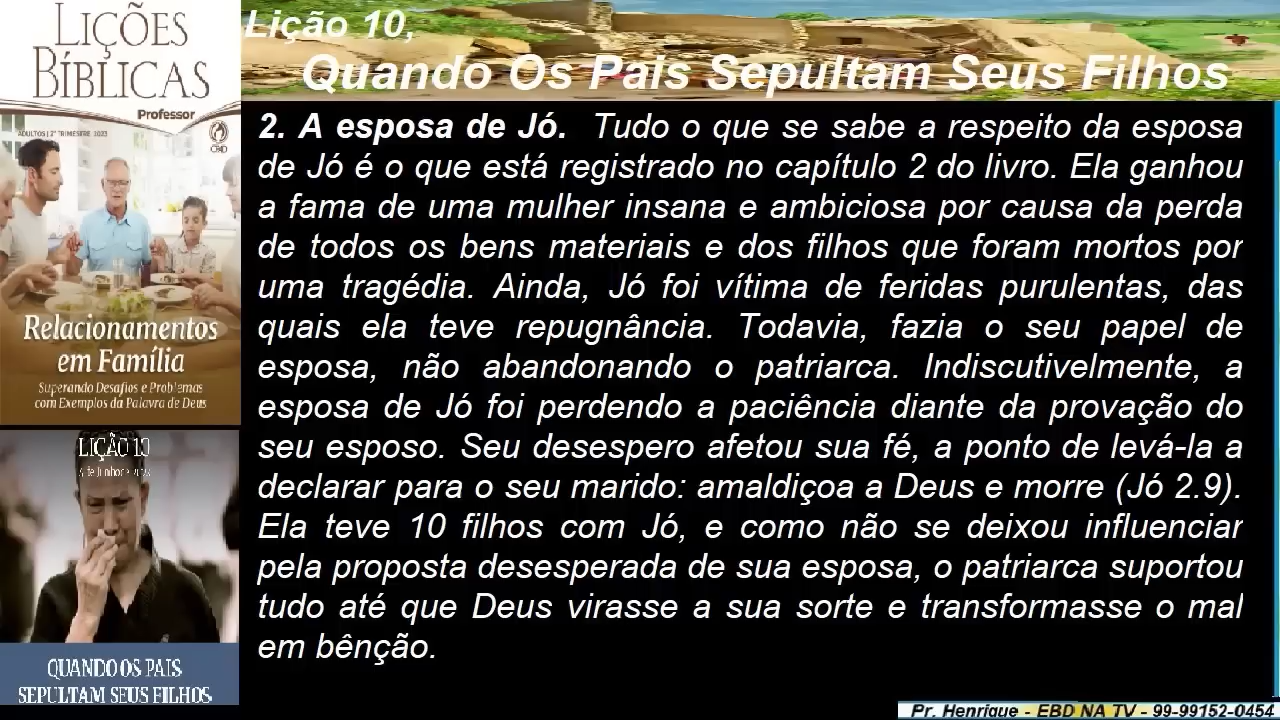 LIÇÕES
BÍBLICAS
Professor
ADULTOS | 2º TRIMESTRE 2023
CPAD
Relacionamentos
em Família
Superando Desafios e Problemas
com Exemplos da Palavra de Deus
LIÇÃO 10
QUANDO OS PAIS
SEPULTAM SEUS FILHOS
Lição 10,
Quando Os Pais Sepultam Seus Filhos
2. A esposa de Jó. Tudo o que se sabe a respeito da esposa
de Jó é o que está registrado no capítulo 2 do livro. Ela ganhou
a fama de uma mulher insana e ambiciosa por causa da perda
de todos os bens materiais e dos filhos que foram mortos por
uma tragédia. Ainda, Jó foi vítima de feridas purulentas, das
quais ela teve repugnância. Todavia, fazia o seu papel de
esposa, não abandonando o patriarca. Indiscutivelmente, a
esposa de Jó foi perdendo a paciência diante da provação do
seu esposo. Seu desespero afetou sua fé, a ponto de levá-la a
declarar para o seu marido: amaldiçoa a Deus e morre (Jó 2.9).
Ela teve 10 filhos com Jó, e como não se deixou influenciar
pela proposta desesperada de sua esposa, o patriarca suportou
tudo até que Deus virasse a sua sorte e transformasse o mal
em bênção.
Pr. Henrique - EBD NA TV - 99-99152-0454